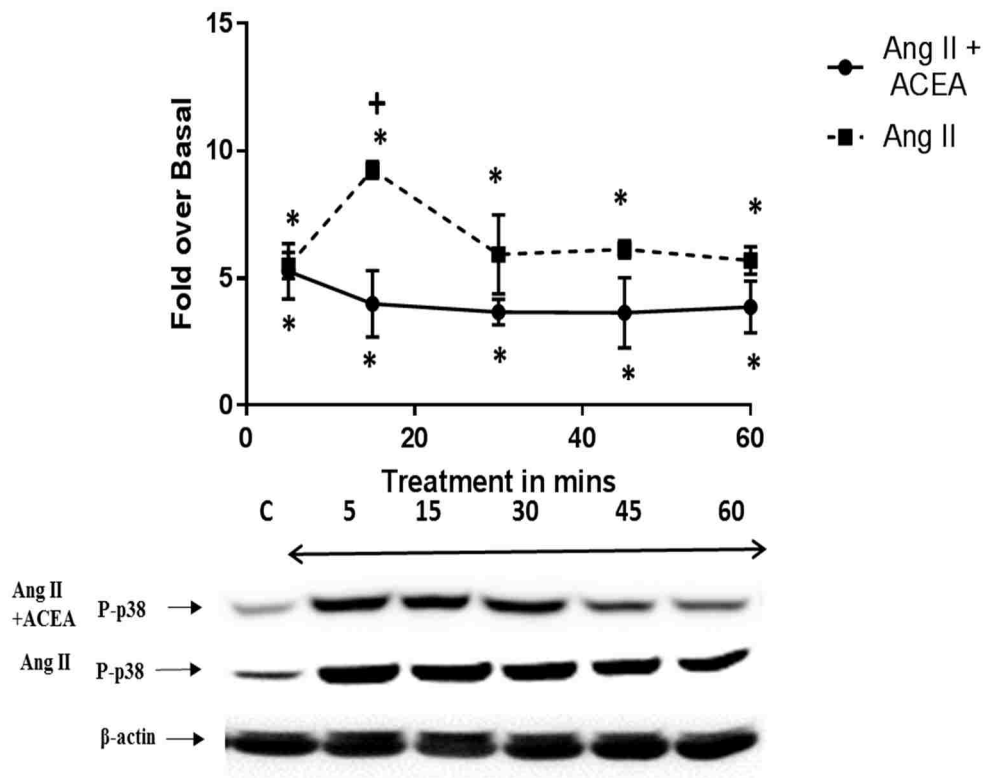 15
Ang II +
ACEA
Ang II
+
*
10
*
*
*
*
Fold over Basal
5
*
*
*
*
*
0
0 20 40 60
Treatment in mins
C 5 15 30 45 60
Ang II
+ACEA P-p38
Ang II P-p38
β-actin